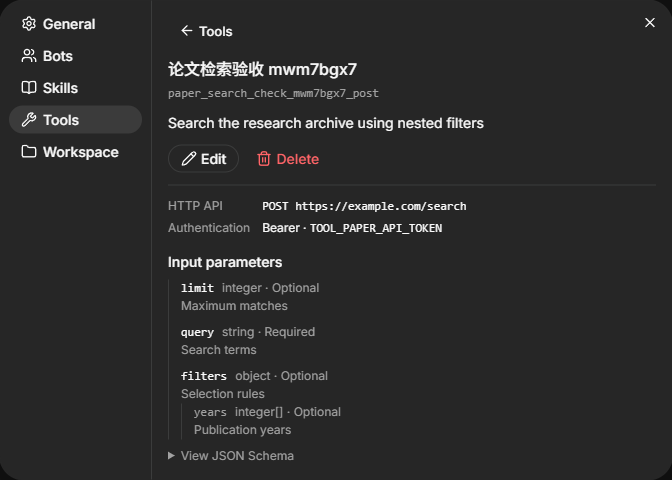 General
Bots
Skills
Tools
Workspace
← Tools
论文检索验收 mwm7bgx7
paper_search_check_mwm7bgx7_post
Search the research archive using nested filters
Edit
Delete
HTTP API POST https://example.com/search
Authentication Bearer · TOOL_PAPER_API_TOKEN
Input parameters
limit integer · Optional
Maximum matches
query string · Required
Search terms
filters object · Optional
Selection rules
years integer[] · Optional
Publication years
▶ View JSON Schema